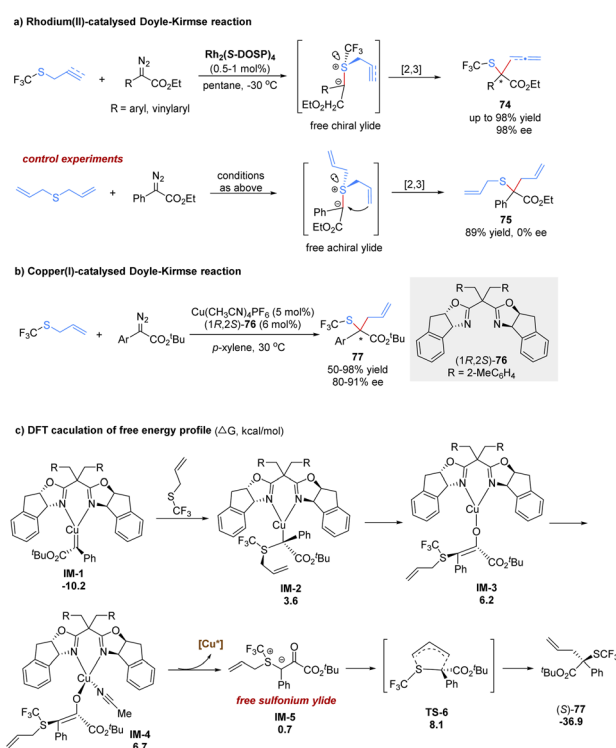 a) Rhodium(II)-catalysed Doyle-Kirmse reaction
F3C S + N2 R CO2Et
R = aryl, vinylaryl
Rh2(S-DOSP)4
(0.5-1 mol%)
pentane, -30 °C
CF3 S ⊕ ⊖ R EtO2HC
free chiral ylide
[2,3]
F3C S R * CO2Et
74
up to 98% yield
98% ee
control experiments
S + N2 Ph CO2Et
conditions
as above
S ⊕ ⊖ Ph EtO2C
free achiral ylide
[2,3]
S Ph CO2Et
75
89% yield, 0% ee
b) Copper(I)-catalysed Doyle-Kirmse reaction
F3C S + N2 Ar CO2tBu
Cu(CH3CN)4PF6 (5 mol%)
(1R,2S)-76 (6 mol%)
p-xylene, 30 °C
F3C S Ar * CO2tBu
77
50-98% yield
80-91% ee
R R O O N N
(1R,2S)-76
R = 2-MeC6H4
c) DFT caculation of free energy profile (△G, kcal/mol)
R R O O N N Cu tBuO2C Ph
IM-1
-10.2
S CF3
R R O O N N Cu Ph F3C S CO2tBu
IM-2
3.6
R R O O N N Cu O F3C S Ph O tBu
IM-3
6.2
R R O O N N Cu N Me O F3C S Ph CO2tBu
IM-4
6.7
[Cu*]
F3C S ⊕ ⊖ O Ph CO2tBu
free sulfonium ylide
IM-5
0.7
S F3C Ph CO2tBu
TS-6
8.1
SCF3 tBuO2C Ph
(S)-77
-36.9